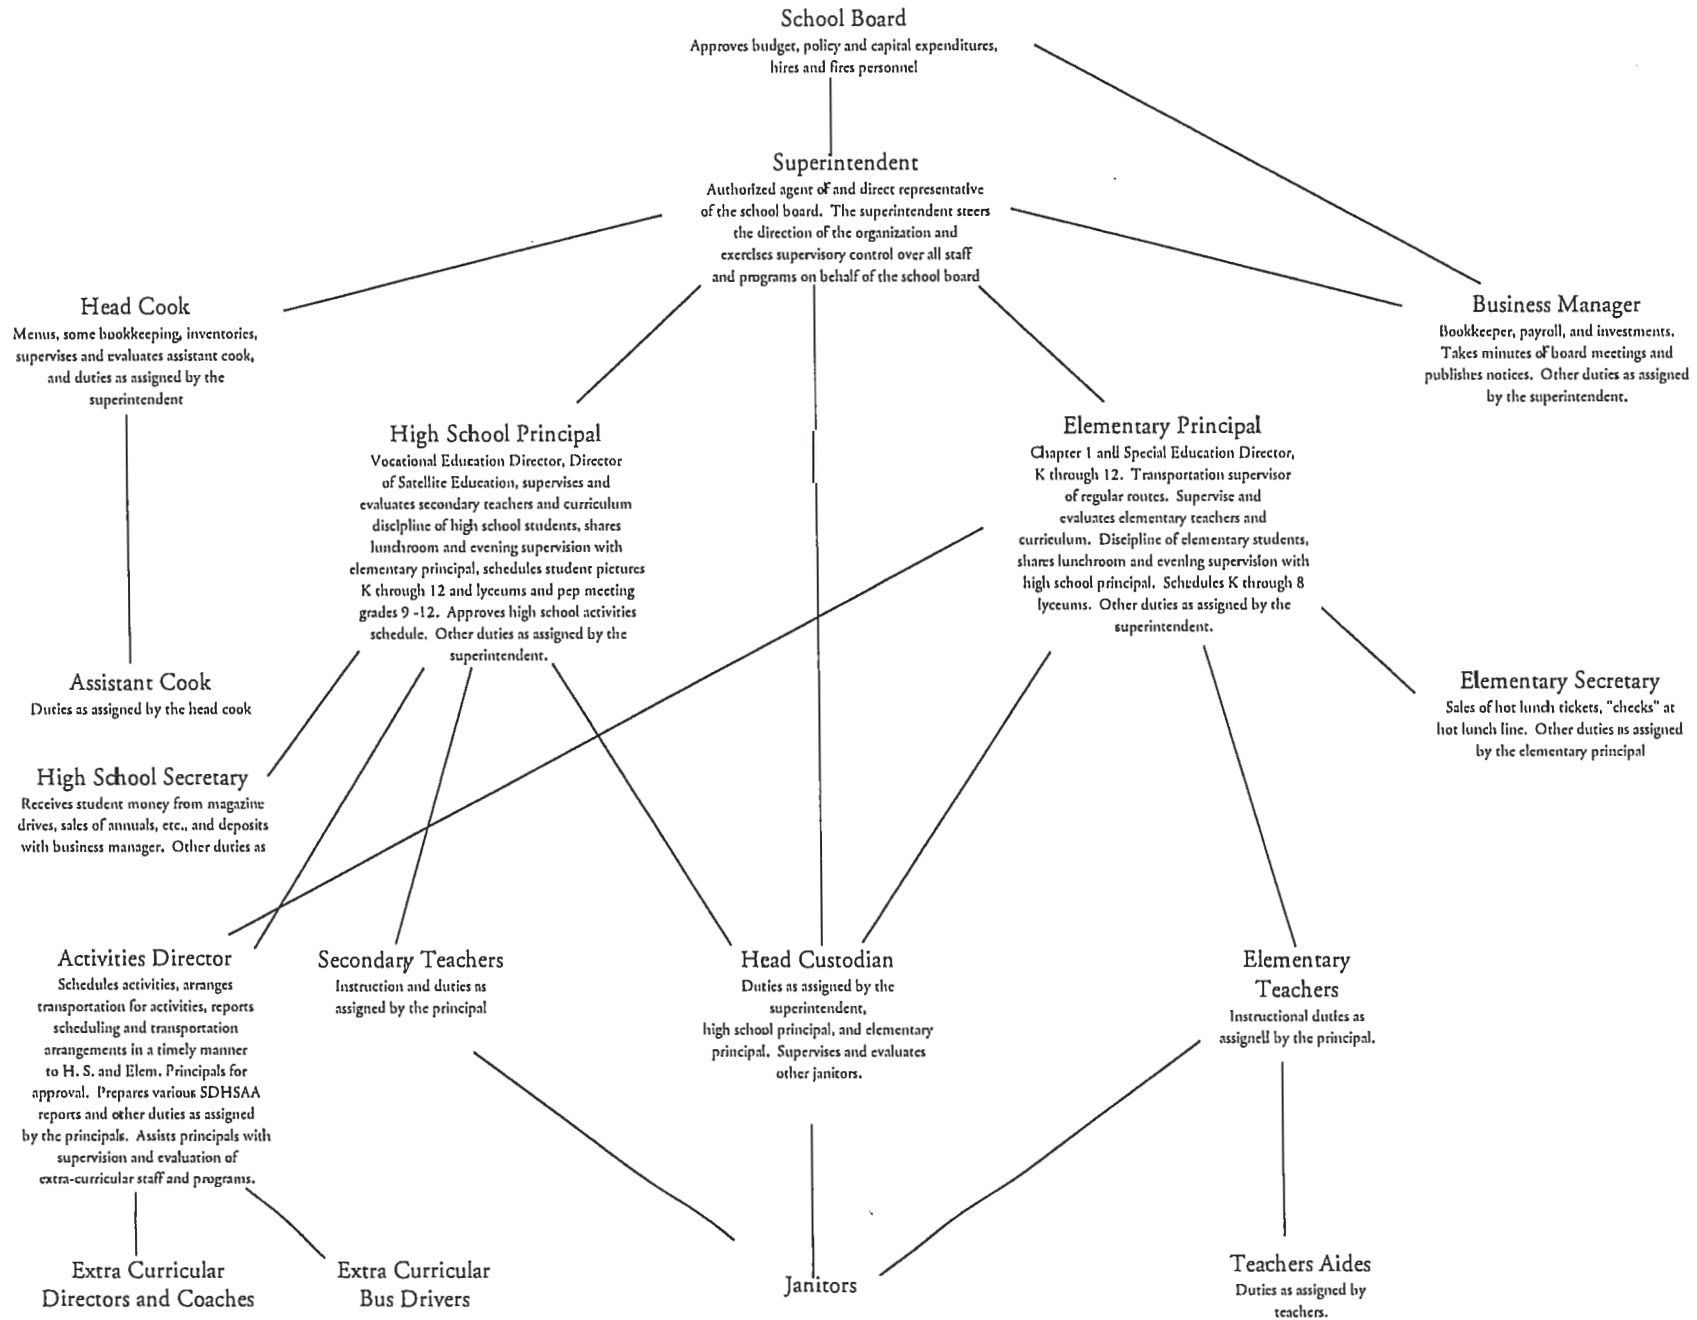 School Board
Approves budget, policy and capital expenditures,
hires and fires personnel
Superintendent
Authorized agent of and direct representative
of the school board. The superintendent steers
the direction of the organization and
exercises supervisory control over all staff
and programs on behalf of the school board
Head Cook
Menus, some bookkeeping, inventories,
supervises and evaluates assistant cook,
and duties as assigned by the
superintendent
Business Manager
Bookkeeper, payroll, and investments.
Takes minutes of board meetings and
publishes notices. Other duties as assigned
by the superintendent.
High School Principal
Vocational Education Director, Director
of Satellite Education, supervises and
evaluates secondary teachers and curriculum
discipline of high school students, shares
lunchroom and evening supervision with
elementary principal, schedules student pictures
K through 12 and lyceums and pep meeting
grades 9 -12. Approves high school activities
schedule. Other duties as assigned by the
superintendent.
Elementary Principal
Chapter 1 and Special Education Director,
K through 12. Transportation supervisor
of regular routes. Supervise and
evaluates elementary teachers and
curriculum. Discipline of elementary students,
shares lunchroom and evening supervision with
high school principal. Schedules K through 8
lyceums. Other duties as assigned by the
superintendent.
Assistant Cook
Duties as assigned by the head cook
Elementary Secretary
Sales of hot lunch tickets, "checks" at
hot lunch line. Other duties as assigned
by the elementary principal
High School Secretary
Receives student money from magazine
drives, sales of annuals, etc., and deposits
with business manager. Other duties as
Activities Director
Schedules activities, arranges
transportation for activities, reports
scheduling and transportation
arrangements in a timely manner
to H. S. and Elem. Principals for
approval. Prepares various SDHSAA
reports and other duties as assigned
by the principals. Assists principals with
supervision and evaluation of
extra-curricular staff and programs.
Secondary Teachers
Instruction and duties as
assigned by the principal
Head Custodian
Duties as assigned by the
superintendent,
high school principal, and elementary
principal. Supervises and evaluates
other janitors.
Elementary
Teachers
Instructional duties as
assigned by the principal.
Extra Curricular
Directors and Coaches
Extra Curricular
Bus Drivers
Janitors
Teachers Aides
Duties as assigned by
teachers.